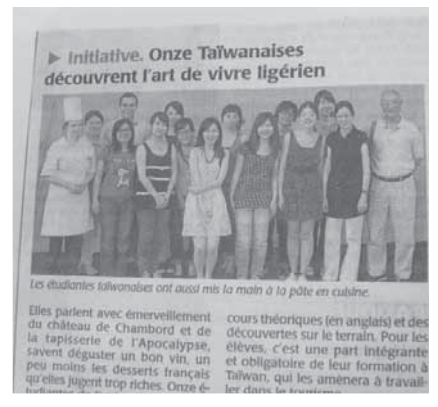 ► Initiative. Onze Taïwanaises
découvrent l'art de vivre ligérien
Les étudiantes taïwanaises ont aussi mis la main à la pâte en cuisine.
Elles parlent avec émerveillement
du château de Chambord et de
la tapisserie de l'Apocalypse,
savent déguster un bon vin, un
peu moins les desserts français
qu'elles jugent trop riches. Onze é-
cours théoriques (en anglais) et des
découvertes sur le terrain. Pour les
élèves, c'est une part intégrante
et obligatoire de leur formation à
Taïwan, qui les amènera à travail-
ler dans le tourisme